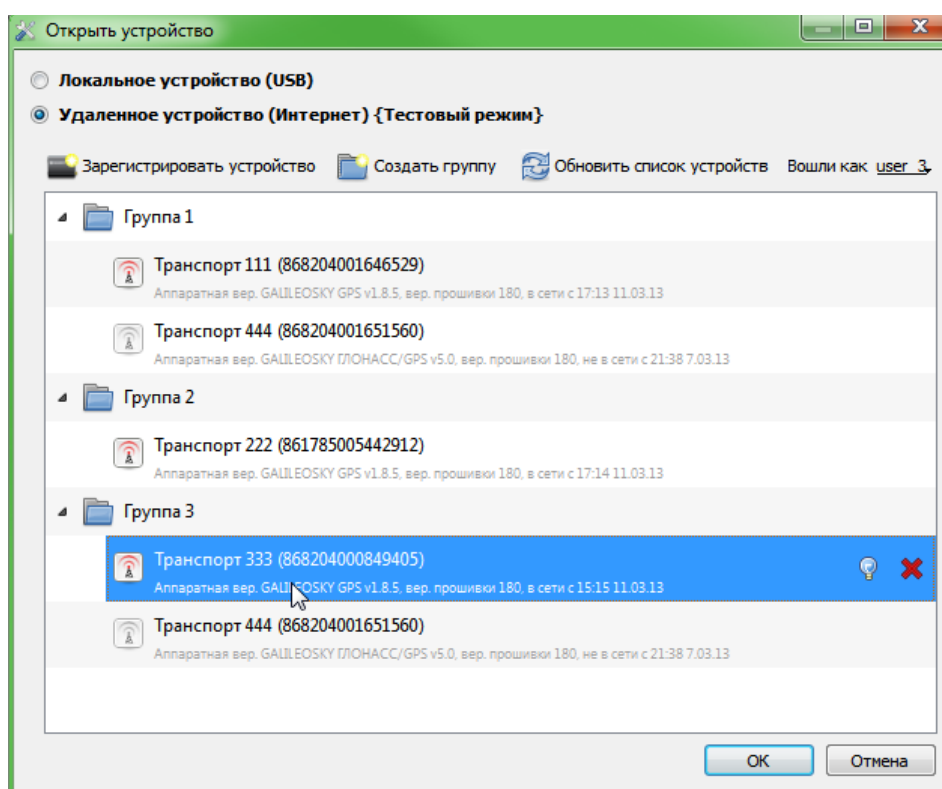 Открыть устройство
Локальное устройство (USB)
Удаленное устройство (Интернет) {Тестовый режим}
Зарегистрировать устройство Создать группу Обновить список устройств Вошли как user_3
Группа 1
Транспорт 111 (868204001646529)
Аппаратная вер. GALILEOSKY GPS v1.8.5, вер. прошивки 180, в сети с 17:13 11.03.13
Транспорт 444 (868204001651560)
Аппаратная вер. GALILEOSKY ГЛОНАСС/GPS v5.0, вер. прошивки 180, не в сети с 21:38 7.03.13
Группа 2
Транспорт 222 (861785005442912)
Аппаратная вер. GALILEOSKY GPS v1.8.5, вер. прошивки 180, в сети с 17:14 11.03.13
Группа 3
Транспорт 333 (868204000849405)
Аппаратная вер. GALILEOSKY GPS v1.8.5, вер. прошивки 180, в сети с 15:15 11.03.13
Транспорт 444 (868204001651560)
Аппаратная вер. GALILEOSKY ГЛОНАСС/GPS v5.0, вер. прошивки 180, не в сети с 21:38 7.03.13
ОК Отмена